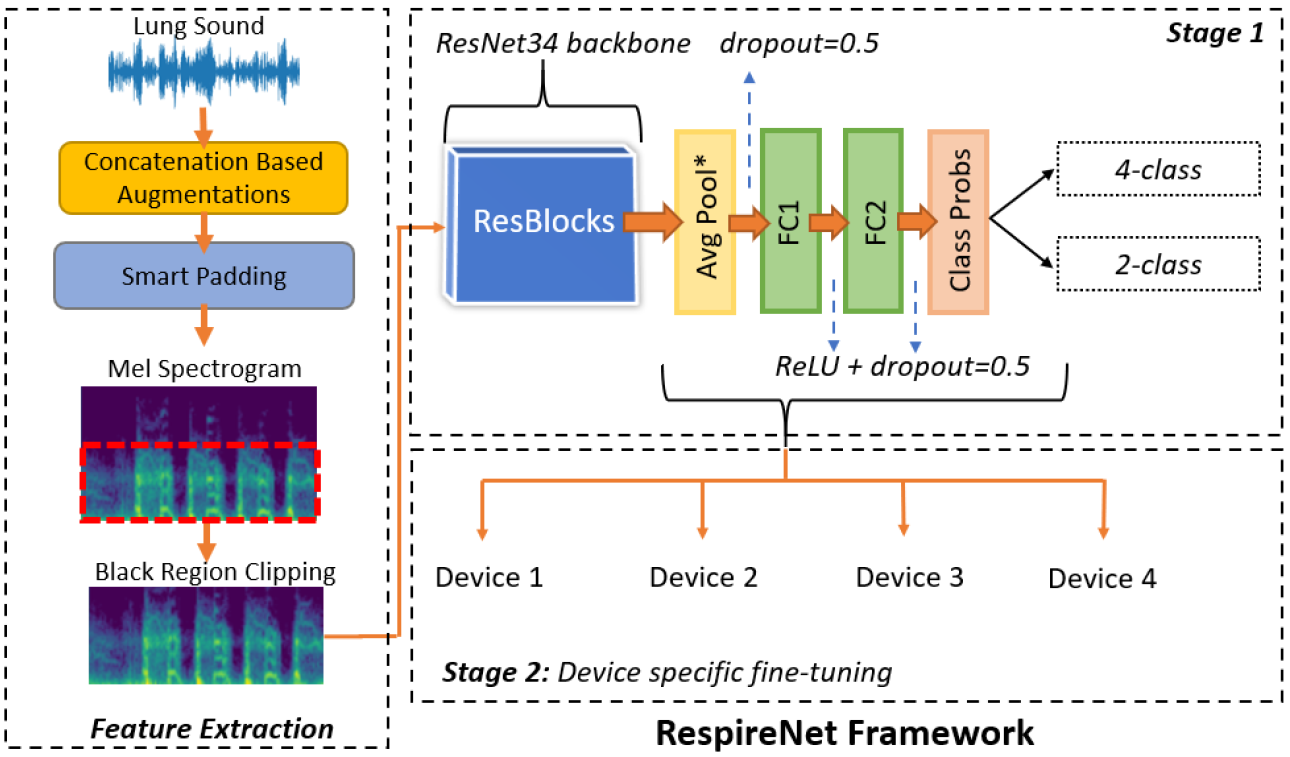 Lung Sound
Concatenation Based
Augmentations
Smart Padding
Mel Spectrogram
Black Region Clipping
Feature Extraction
Stage 1
ResNet34 backbone
dropout=0.5
ResBlocks
Avg Pool*
FC1
FC2
Class Probs
4-class
2-class
ReLU + dropout=0.5
Device 1
Device 2
Device 3
Device 4
Stage 2: Device specific fine-tuning
RespireNet Framework